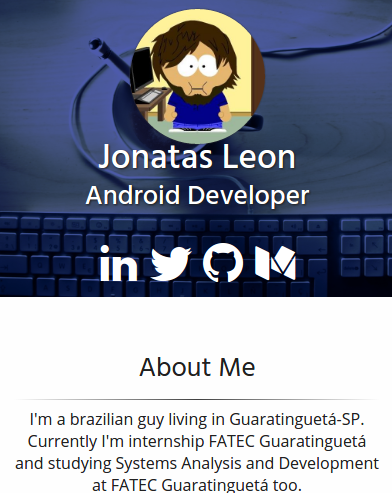 Jonatas Leon
Android Developer
in
About Me
I'm a brazilian guy living in Guaratinguetá-SP.
Currently I'm internship FATEC Guaratinguetá
and studying Systems Analysis and Development
at FATEC Guaratinguetá too.